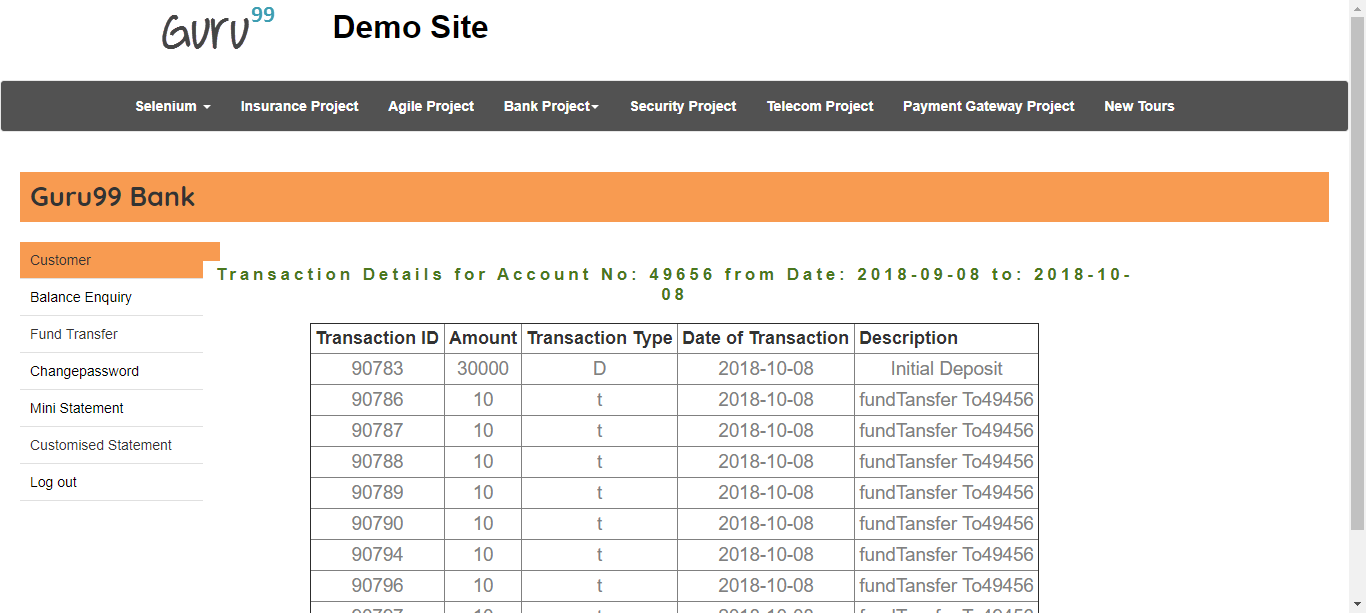 Guru99
Demo Site
Selenium Insurance Project Agile Project Bank Project Security Project Telecom Project Payment Gateway Project New Tours
Guru99 Bank
Customer
Balance Enquiry
Fund Transfer
Changepassword
Mini Statement
Customised Statement
Log out
Transaction Details for Account No: 49656 from Date: 2018-09-08 to: 2018-10-
08
Transaction ID Amount Transaction Type Date of Transaction Description
90783 30000 D 2018-10-08 Initial Deposit
90786 10 t 2018-10-08 fundTansfer To49456
90787 10 t 2018-10-08 fundTansfer To49456
90788 10 t 2018-10-08 fundTansfer To49456
90789 10 t 2018-10-08 fundTansfer To49456
90790 10 t 2018-10-08 fundTansfer To49456
90794 10 t 2018-10-08 fundTansfer To49456
90796 10 t 2018-10-08 fundTansfer To49456